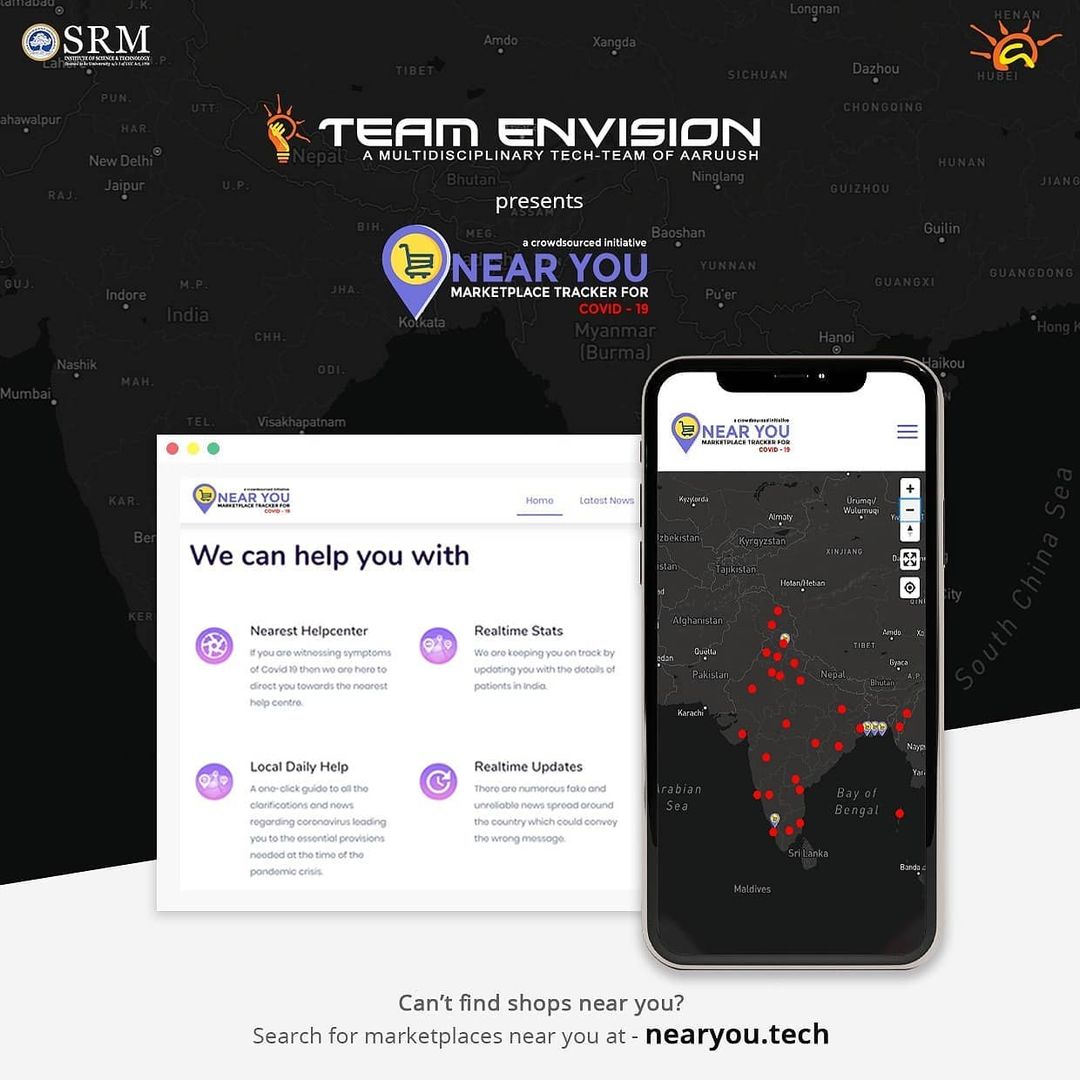 SRM
INSTITUTE OF SCIENCE & TECHNOLOGY
TEAM ENVISION
A MULTIDISCIPLINARY TECH-TEAM OF AARUUSH
presents
a crowdsourced initiative
NEAR YOU
MARKETPLACE TRACKER FOR
COVID - 19
Longnan
HENAN
Amdo
Xangda
TIBET
SICHUAN
Dazhou
HUBEI
PUN.
UTT.
CHONGQING
ahawalpur
HAR.
New Delhi
Nepal
HUNAN
Jaipur
RAJ.
U.P.
Bhutan
Ninglang
GUIZHOU
JIANG
ASSAM
BIH.
MEG.
Baoshan
Guilin
YUNNAN
GUJ.
M.P.
JHA.
GUANGXI
GUANGDONG
Indore
Pu'er
India
Kolkata
CHH.
Myanmar
(Burma)
Hanoi
Hong K
Nashik
ODI.
Haikou
Mumbai
MAH.
TEL.
Visakhapatnam
KAR.
Ber
KER
South China Sea
NEAR YOU
MARKETPLACE TRACKER FOR
COVID - 19
Home
Latest News
We can help you with
Nearest Helpcenter
If you are witnessing symptoms
of Covid 19 then we are here to
direct you towards the nearest
help centre.
Realtime Stats
We are keeping you on track by
updating you with the details of
patients in India.
Local Daily Help
A one-click guide to all the
clarifications and news
regarding coronavirus leading
you to the essential provisions
needed at the time of the
pandemic crisis.
Realtime Updates
There are numerous fake and
unreliable news spread around
the country which could convey
the wrong message.
a crowdsourced initiative
NEAR YOU
MARKETPLACE TRACKER FOR
COVID - 19
Kyzylorda
Ürümqi/
Wulumuqi
Almaty
zbekistan
Kyrgyzstan
XINJIANG
Tajikistan
Hotan/Hetian
Afghanistan
Amdo
TIBET
Quetta
Gyaca
Pakistan
Nepal
Bhutan
A.P.
Karachi
Arabian
Sea
Bay of
Bengal
Sri Lanka
Banda
Maldives
Can't find shops near you?
Search for marketplaces near you at - nearyou.tech